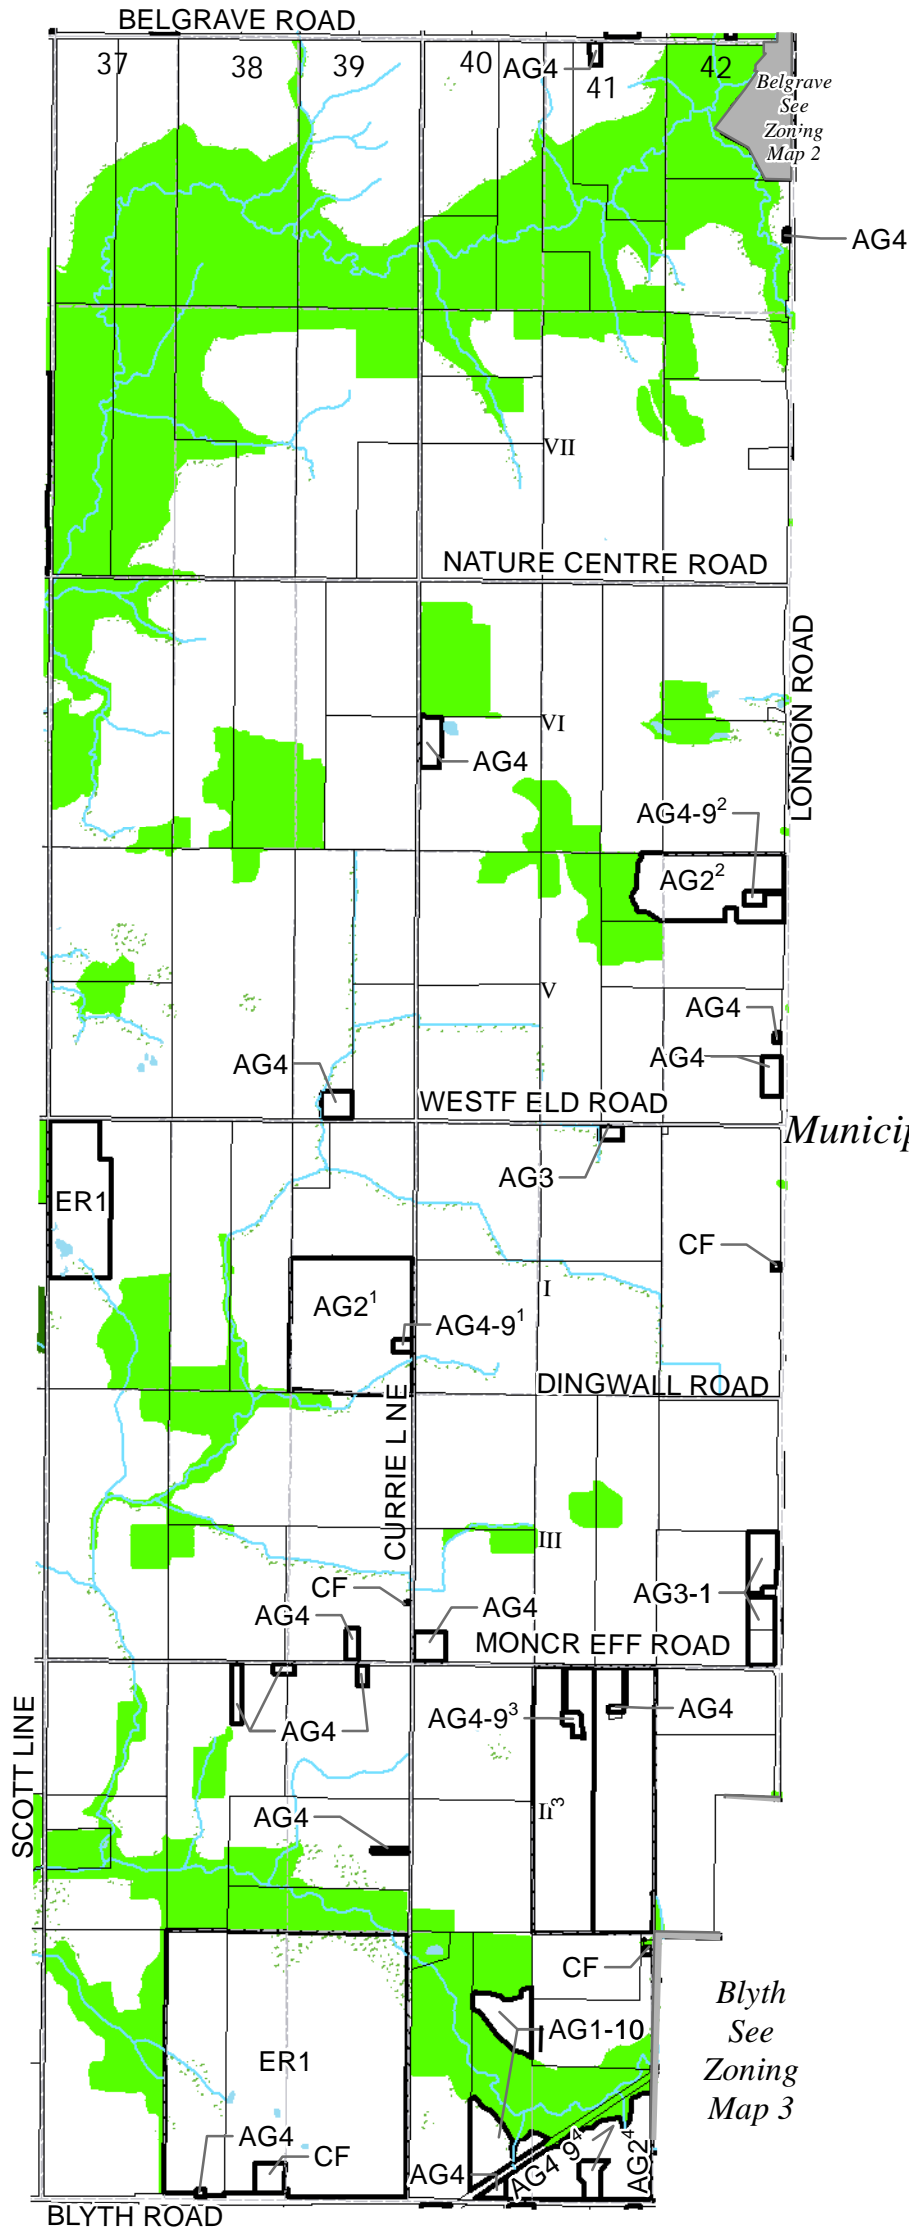 BELGRAVE ROAD
37
38
39
40
AG4
41
42
Belgrave
See
Zoning
Map 2
AG4
VII
NATURE CENTRE ROAD
LONDON ROAD
VI
AG4
AG4-9²
AG2²
V
AG4
AG4
AG4
WESTF ELD ROAD
Municip
AG3
ER1
CF
I
AG2¹
AG4-9¹
DINGWALL ROAD
CURRIE L NE
III
CF
AG4
AG4
AG3-1
MONCR EFF ROAD
SCOTT LINE
AG4
AG4-9³
AG4
AG4
II³
CF
AG1-10
Blyth
See
Zoning
Map 3
ER1
AG4
CF
AG4
AG4 9⁴
AG2⁴
BLYTH ROAD